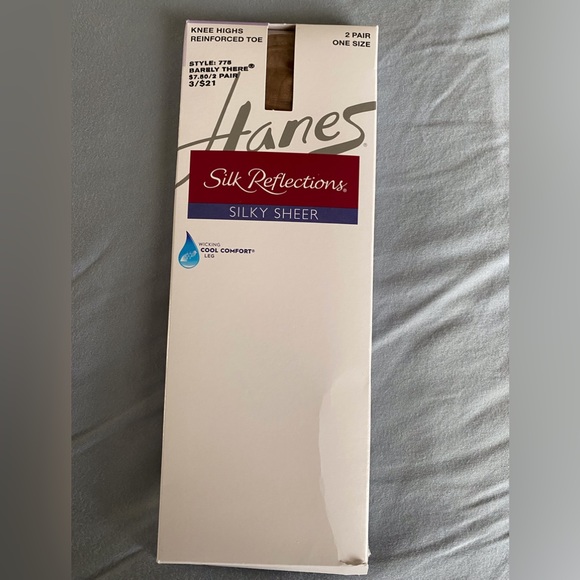 KNEE HIGHS
REINFORCED TOE
2 PAIR
ONE SIZE
STYLE: 775
BARELY THERE®
$7.50/2 PAIR
3/$21
Hanes®
Silk Reflections®
SILKY SHEER
WICKING
COOL COMFORT®
LEG